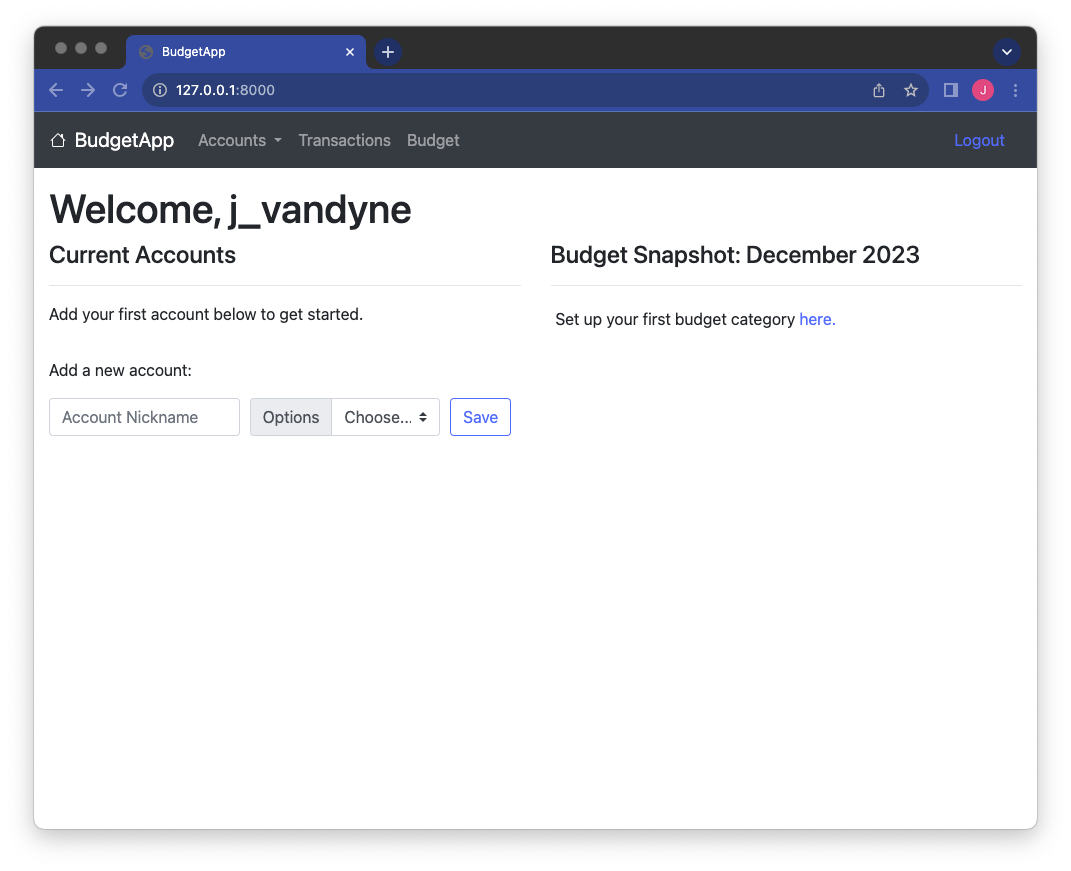 BudgetApp
127.0.0.1:8000
J
BudgetApp Accounts Transactions Budget Logout
Welcome, j_vandyne
Current Accounts
Budget Snapshot: December 2023
Add your first account below to get started.
Set up your first budget category here.
Add a new account:
Account Nickname Options Choose... Save